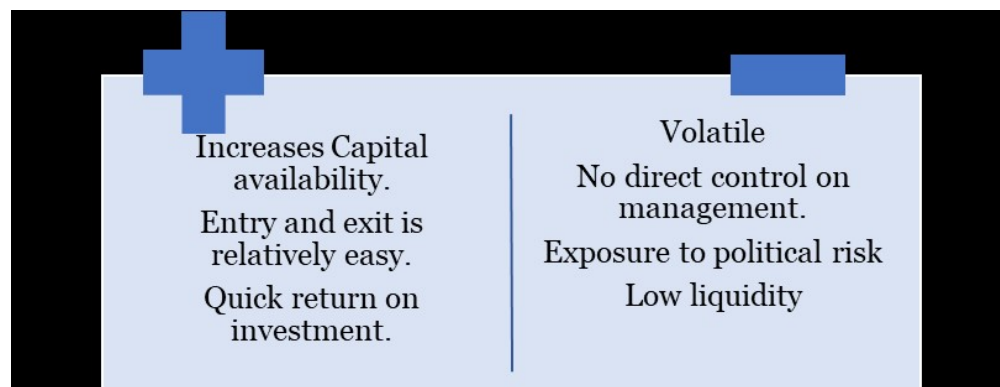 Increases Capital
availability.
Entry and exit is
relatively easy.
Quick return on
investment.
Volatile
No direct control on
management.
Exposure to political risk
Low liquidity